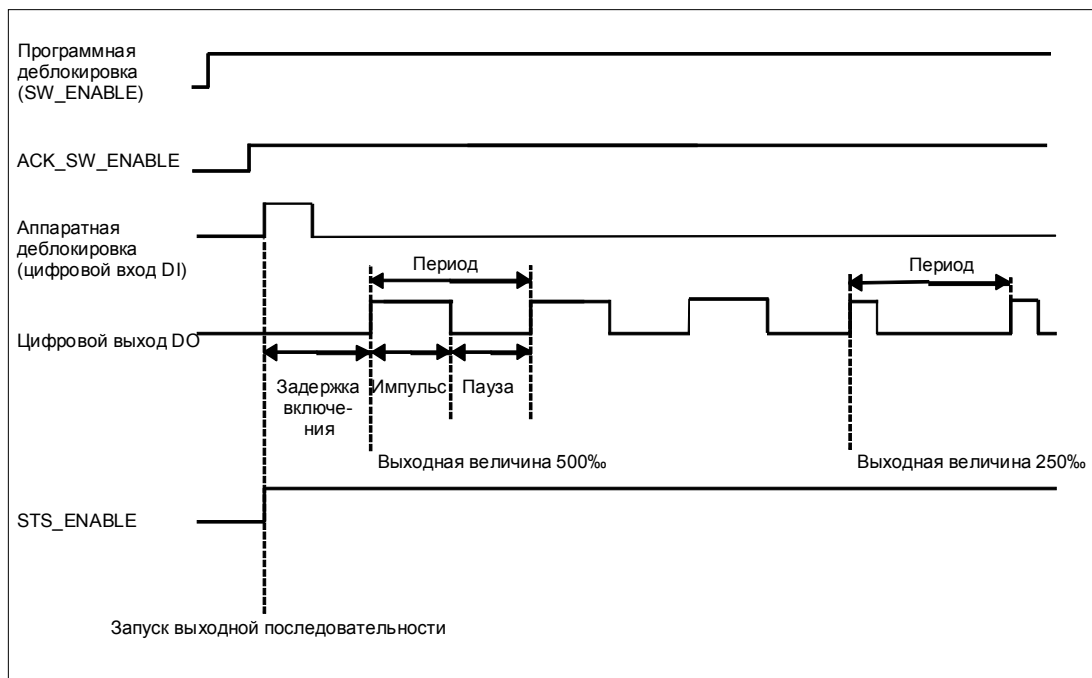 Программная
деблокировка
(SW_ENABLE)
ACK_SW_ENABLE
Аппаратная
деблокировка
(цифровой вход DI)
Период
Период
Цифровой выход DO
Задержка
включе-
ния
Импульс
Пауза
Выходная величина 500‰
Выходная величина 250‰
STS_ENABLE
Запуск выходной последовательности